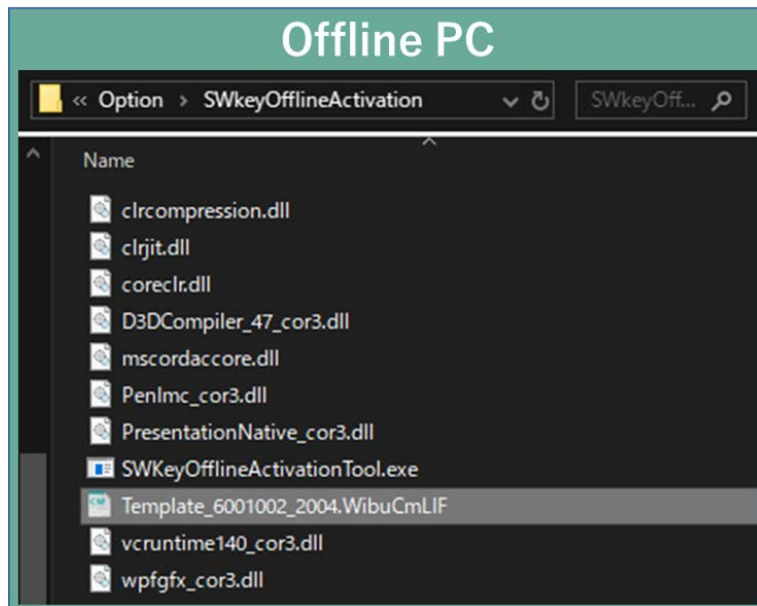 Offline PC
« Option > SWkeyOfflineActivation SWkeyOff...
Name
clrcompression.dll
clrjit.dll
coreclr.dll
D3DCompiler_47_cor3.dll
mscordaccore.dll
PenImc_cor3.dll
PresentationNative_cor3.dll
SWKeyOfflineActivationTool.exe
CM Template_6001002_2004.WibuCmLIF
vcruntime140_cor3.dll
wpfgfx_cor3.dll